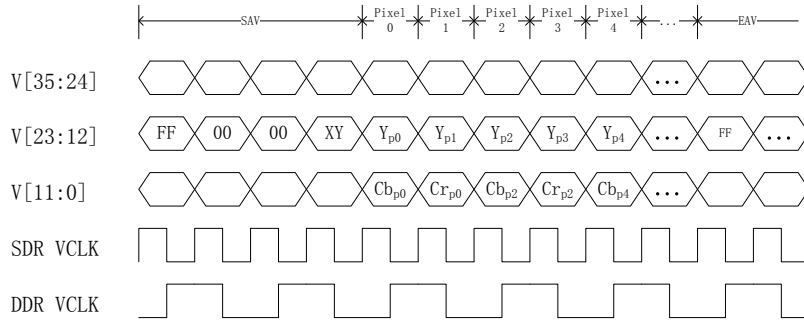 SAV Pixel 0 Pixel 1 Pixel 2 Pixel 3 Pixel 4 ... EAV
V[35:24] ...
V[23:12] FF 00 00 XY Yp0 Yp1 Yp2 Yp3 Yp4 ... FF ...
V[11:0] Cbp0 Crp0 Cbp2 Crp2 Cbp4 ...
SDR VCLK
DDR VCLK